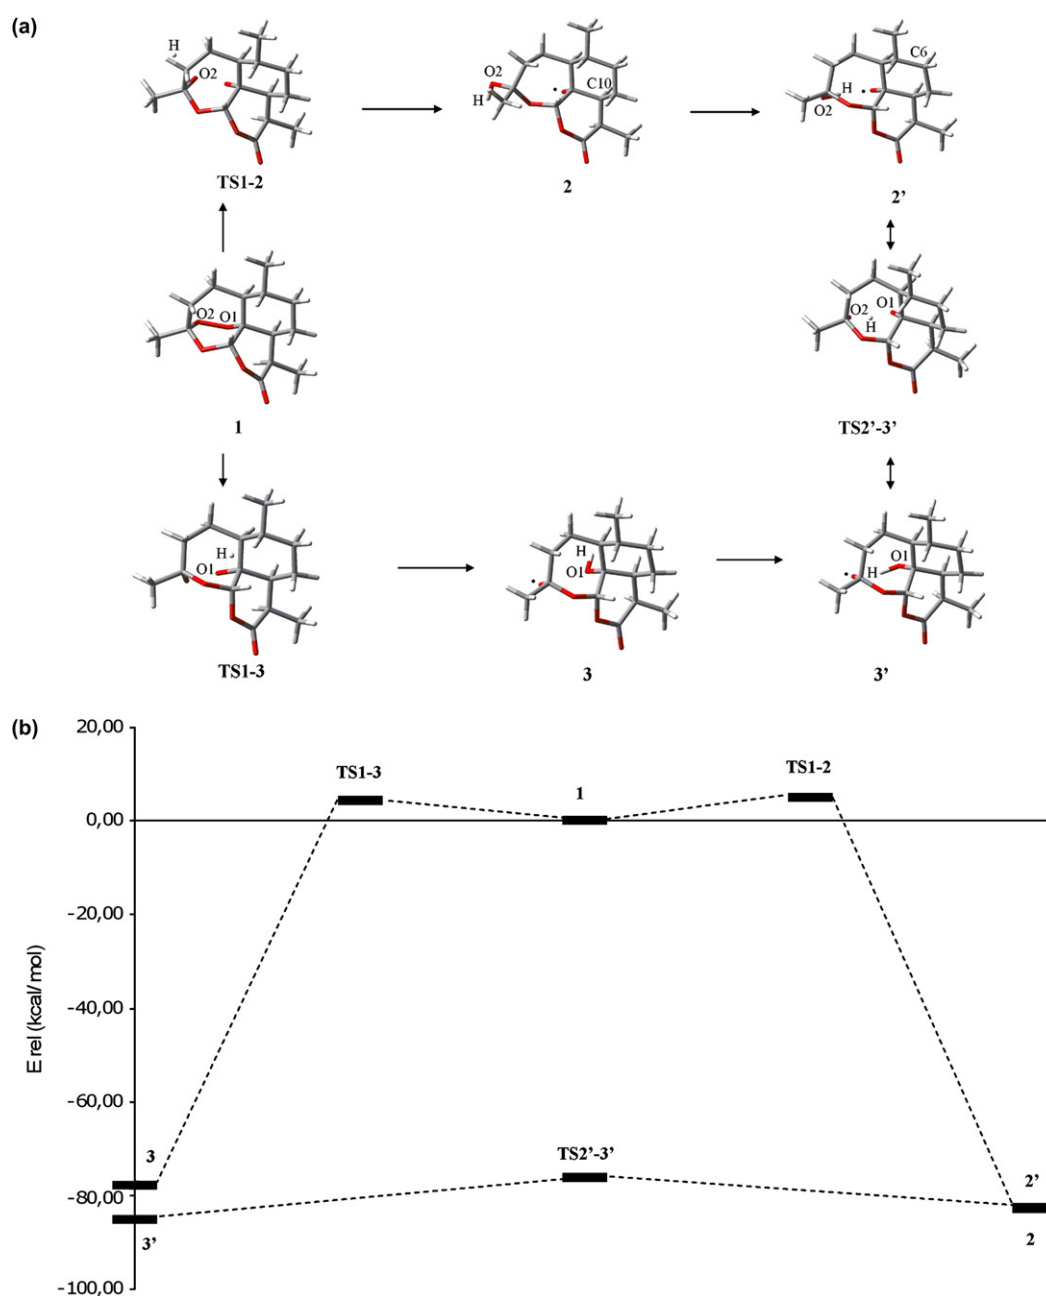 (a)
H
O2
TS1-2
O2
H
C10
2
C6
H
O2
2’
O2 O1
1
O1
O2
H
TS2’-3’
H
O1
TS1-3
H
O1
3
O1
H
3’
(b)
20,00
TS1-3
1
TS1-2
0,00
-20,00
-40,00
E rel (kcal/mol)
-60,00
3
TS2’-3’
-80,00
2’
3’
2
-100,00